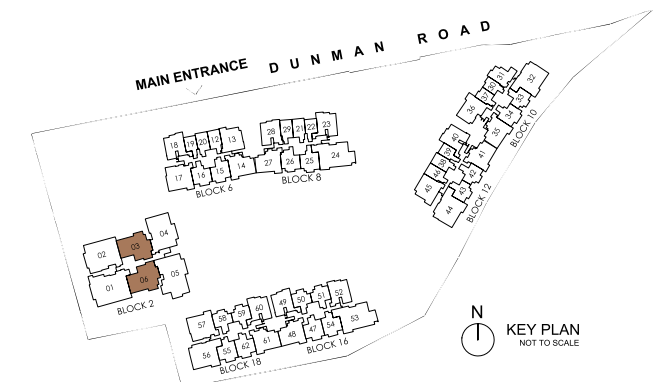 DUNMAN ROAD
MAIN ENTRANCE
18 19 20 12 13
17 16 15 14
BLOCK 6
28 29 21 22 23
27 26 25 24
BLOCK 8
31 32
30
37 33
36 34
35
BLOCK 10
40
39 41
38
46 42
45 43
44
BLOCK 12
04
03
02
05
06
01
BLOCK 2
57 58 59 60
56 55 62 61
BLOCK 18
49 50 51 52
48 47 54 53
BLOCK 16
N
KEY PLAN
NOT TO SCALE